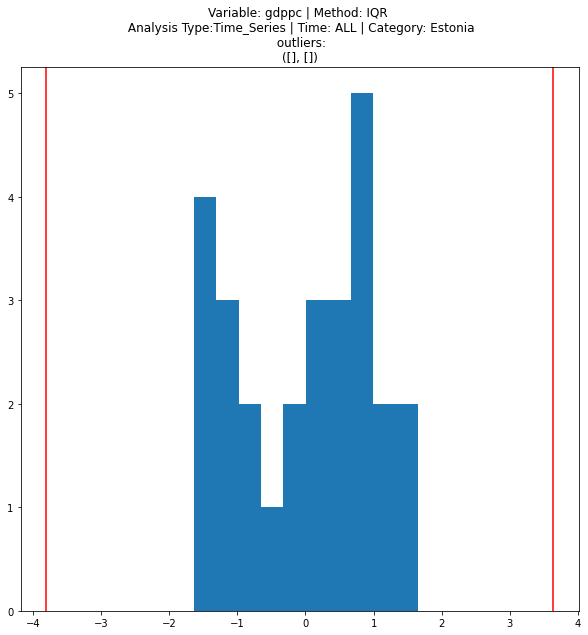 Variable: gdppc | Method: IQR
Analysis Type:Time_Series | Time: ALL | Category: Estonia
outliers:
([], [])
5
4
3
2
1
0
−4 −3 −2 −1 0 1 2 3 4